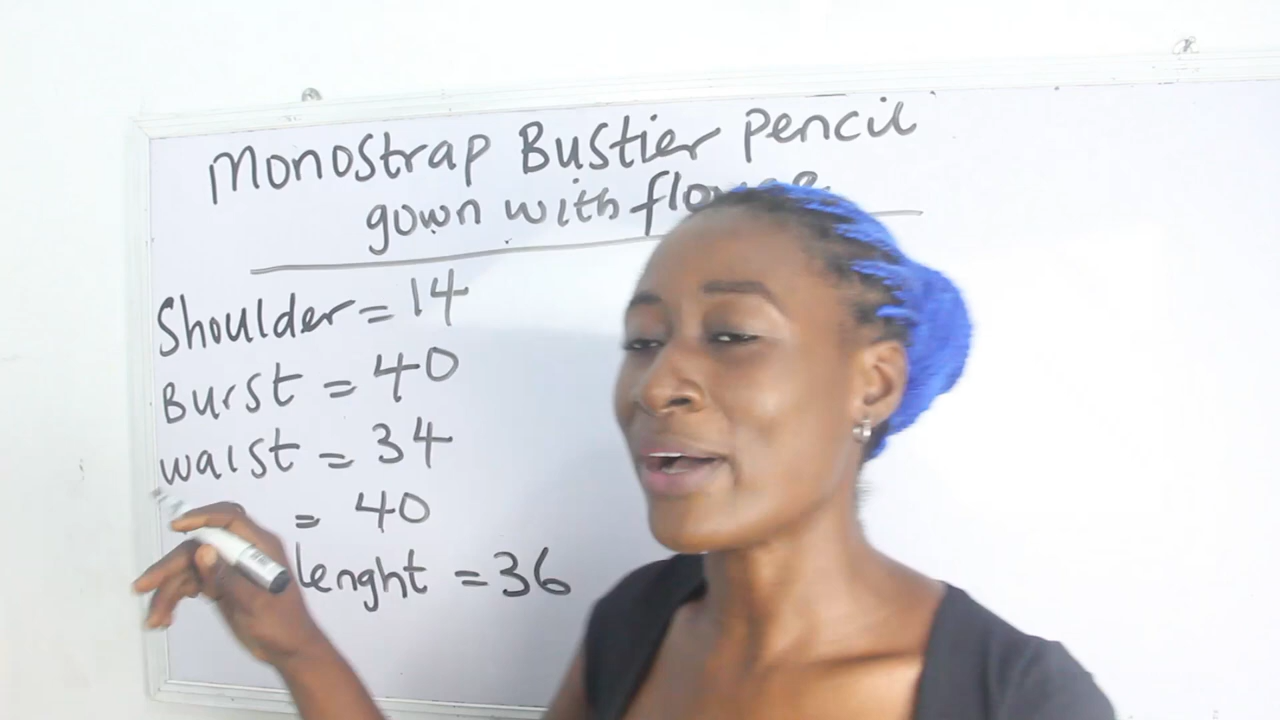 Monostrap Bustier pencil
gown with
Shoulder = 14
Burst = 40
waist = 34
= 40
lenght = 36